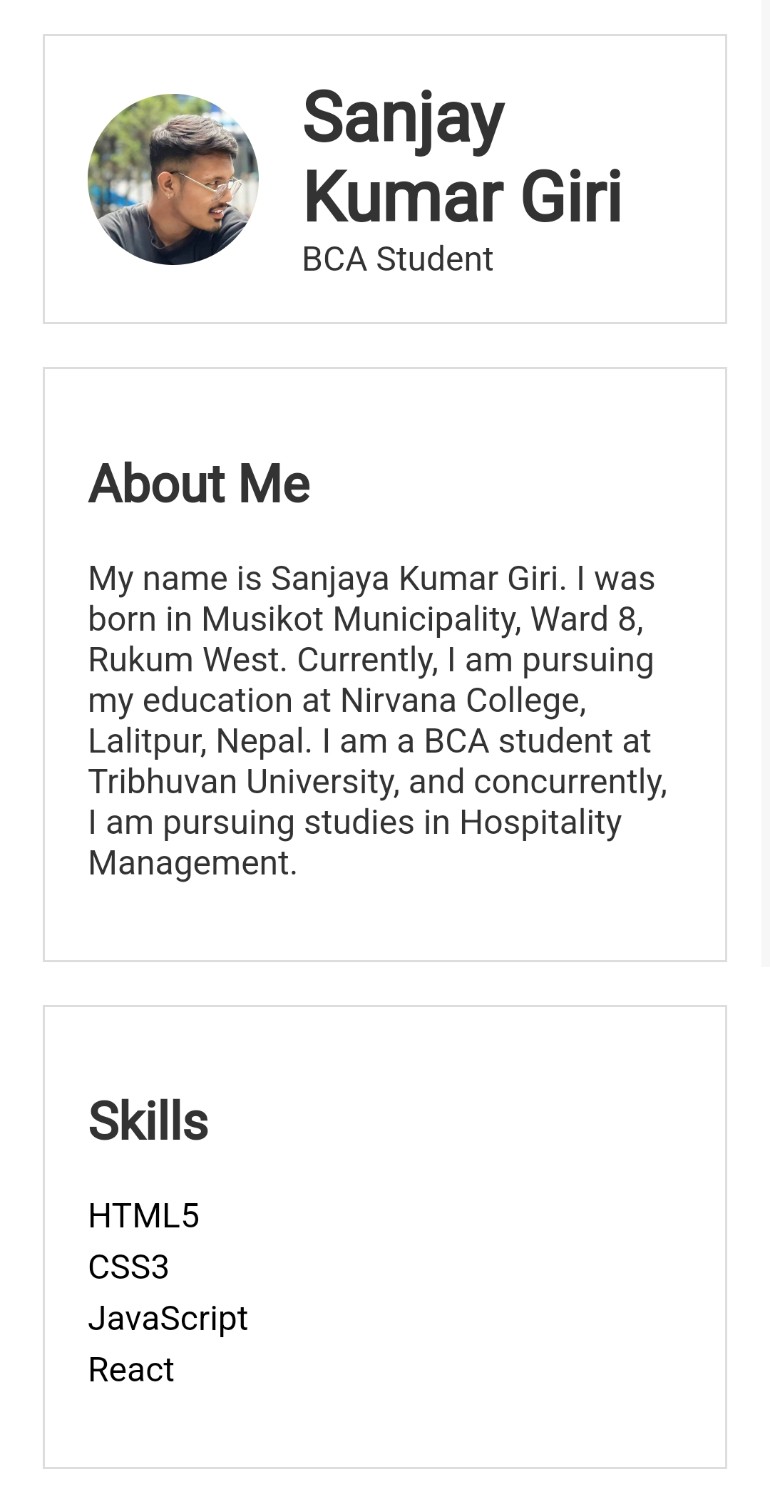 Sanjay
Kumar Giri
BCA Student
About Me
My name is Sanjaya Kumar Giri. I was
born in Musikot Municipality, Ward 8,
Rukum West. Currently, I am pursuing
my education at Nirvana College,
Lalitpur, Nepal. I am a BCA student at
Tribhuvan University, and concurrently,
I am pursuing studies in Hospitality
Management.
Skills
HTML5
CSS3
JavaScript
React